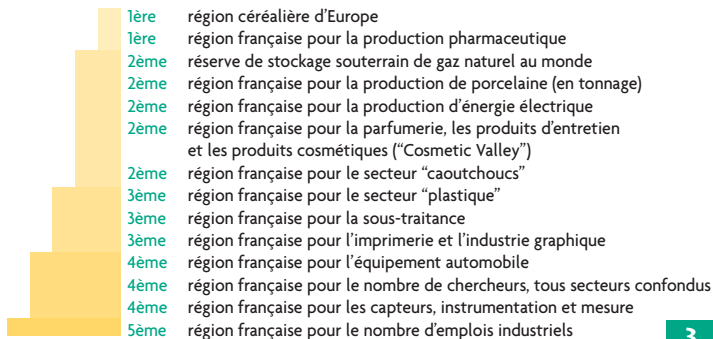 1ère région céréalière d'Europe
1ère région française pour la production pharmaceutique
2ème réserve de stockage souterrain de gaz naturel au monde
2ème région française pour la production de porcelaine (en tonnage)
2ème région française pour la production d'énergie électrique
2ème région française pour la parfumerie, les produits d'entretien
et les produits cosmétiques ("Cosmetic Valley")
2ème région française pour le secteur "caoutchoucs"
3ème région française pour le secteur "plastique"
3ème région française pour la sous-traitance
3ème région française pour l'imprimerie et l'industrie graphique
4ème région française pour l'équipement automobile
4ème région française pour le nombre de chercheurs, tous secteurs confondus
4ème région française pour les capteurs, instrumentation et mesure
5ème région française pour le nombre d'emplois industriels
3